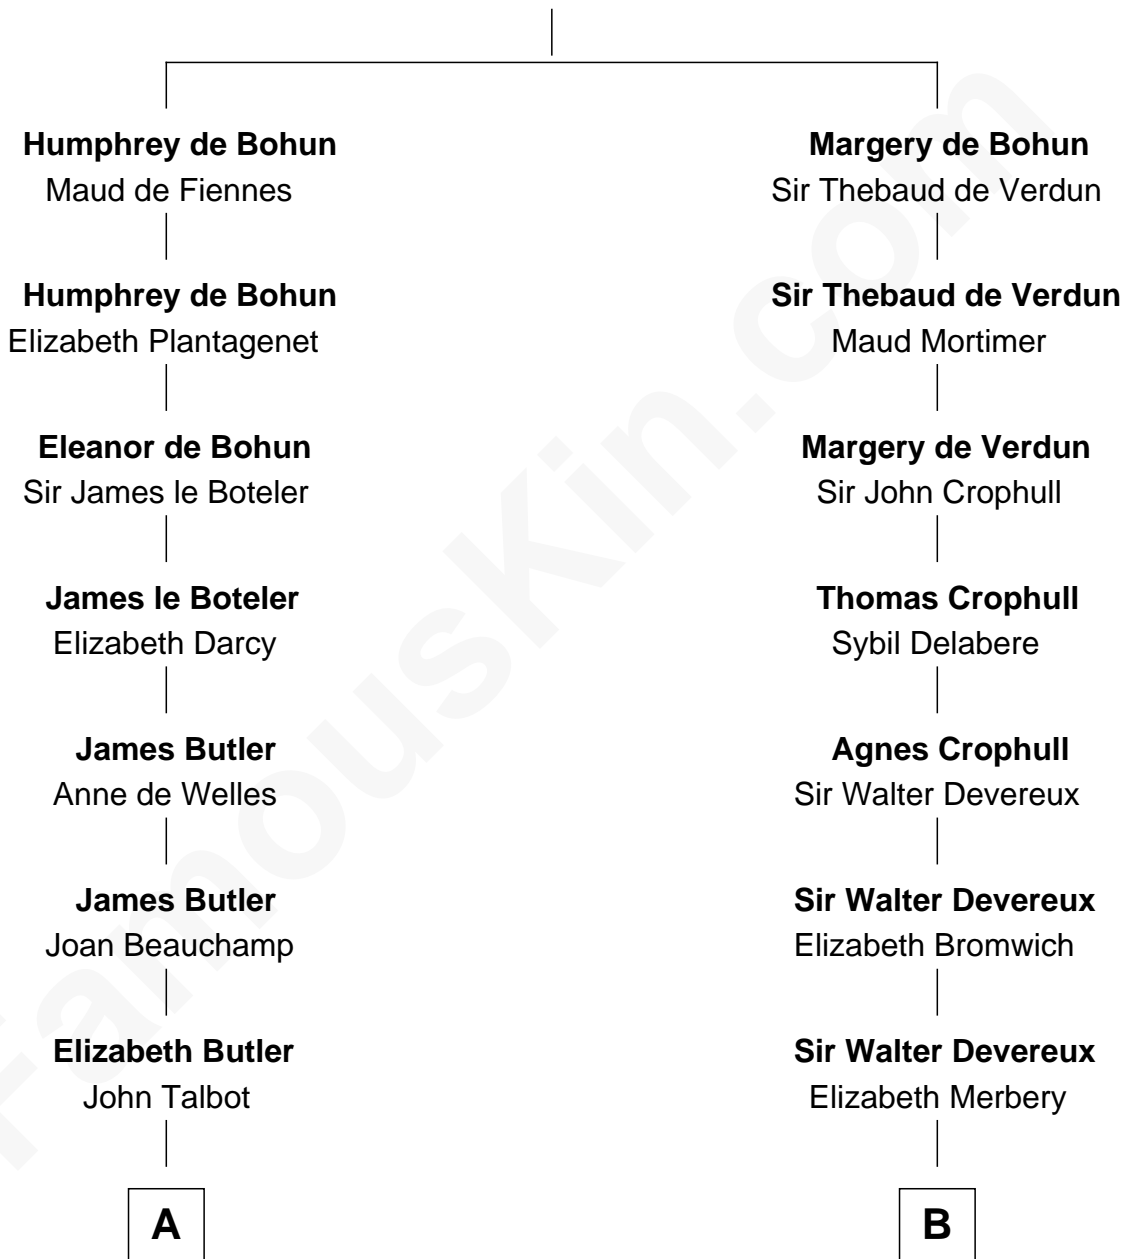 Humphrey de Bohun
Maud de Fiennes
Humphrey de Bohun
Elizabeth Plantagenet
Eleanor de Bohun
Sir James le Boteler
James le Boteler
Elizabeth Darcy
James Butler
Anne de Welles
James Butler
Joan Beauchamp
Elizabeth Butler
John Talbot
A
Margery de Bohun
Sir Thebaud de Verdun
Sir Thebaud de Verdun
Maud Mortimer
Margery de Verdun
Sir John Crophull
Thomas Crophull
Sybil Delabere
Agnes Crophull
Sir Walter Devereux
Sir Walter Devereux
Elizabeth Bromwich
Sir Walter Devereux
Elizabeth Merbery
B
FamousKin.com